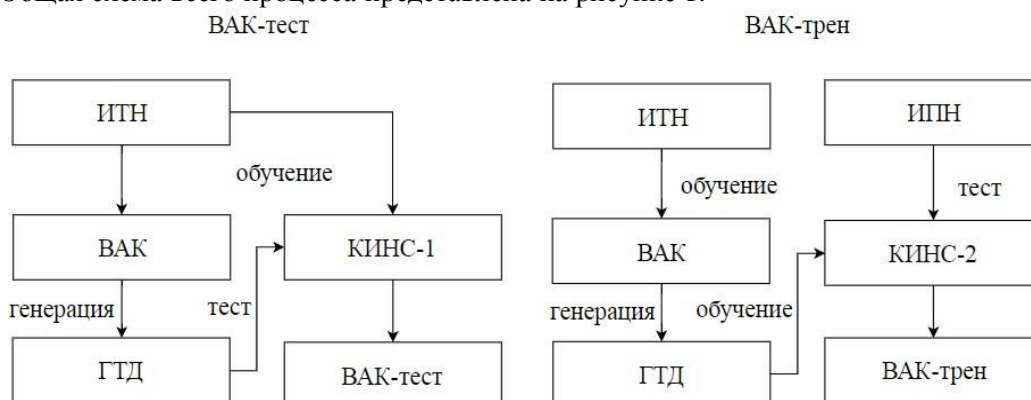 Общая схема всего процесса представлена на рисунке 1.
ВАК-тест
ИТН
обучение
ВАК
КИНС-1
генерация
тест
ГТД
ВАК-тест
ВАК-трен
ИТН
ИПН
обучение
тест
ВАК
КИНС-2
генерация
обучение
ГТД
ВАК-трен